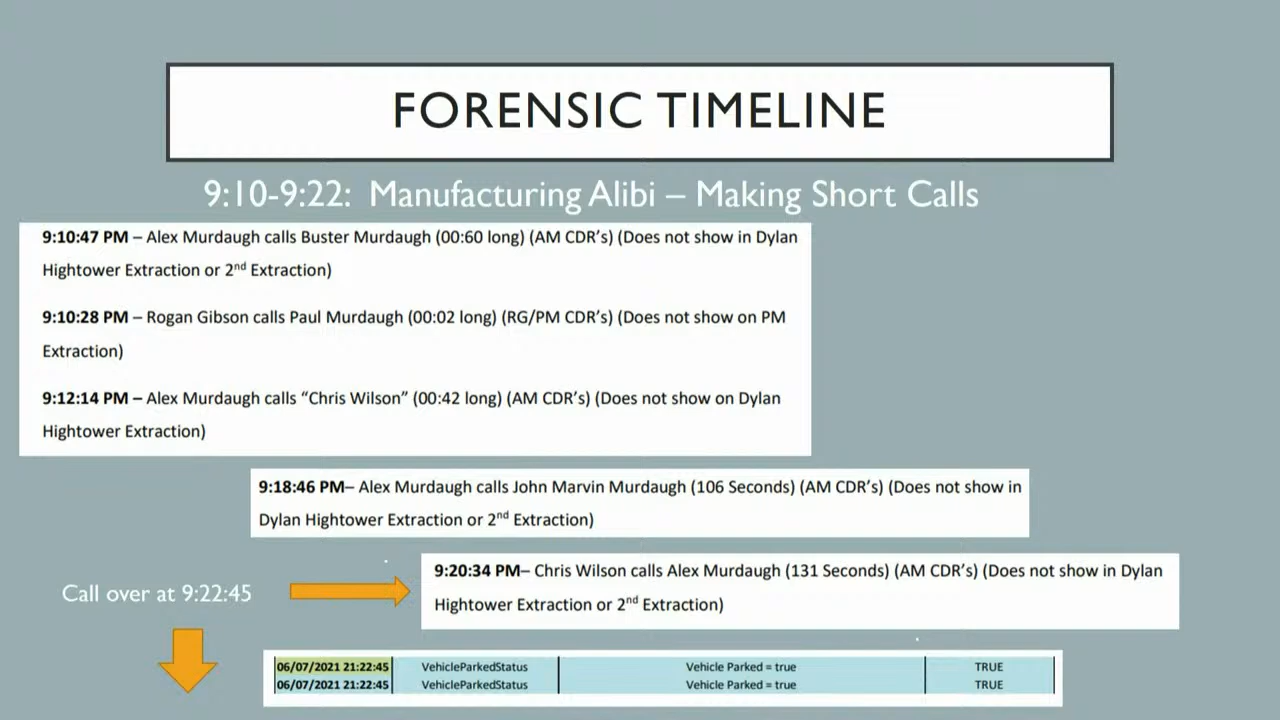 FORENSIC TIMELINE
9:10-9:22: Manufacturing Alibi – Making Short Calls
9:10:47 PM – Alex Murdaugh calls Buster Murdaugh (00:60 long) (AM CDR's) (Does not show in Dylan
Hightower Extraction or 2nd Extraction)
9:10:28 PM – Rogan Gibson calls Paul Murdaugh (00:02 long) (RG/PM CDR's) (Does not show on PM
Extraction)
9:12:14 PM – Alex Murdaugh calls “Chris Wilson” (00:42 long) (AM CDR's) (Does not show on Dylan
Hightower Extraction)
9:18:46 PM– Alex Murdaugh calls John Marvin Murdaugh (106 Seconds) (AM CDR's) (Does not show in
Dylan Hightower Extraction or 2nd Extraction)
9:20:34 PM– Chris Wilson calls Alex Murdaugh (131 Seconds) (AM CDR's) (Does not show in Dylan
Hightower Extraction or 2nd Extraction)
Call over at 9:22:45
06/07/2021 21:22:45 VehicleParkedStatus Vehicle Parked = true TRUE
06/07/2021 21:22:45 VehicleParkedStatus Vehicle Parked = true TRUE